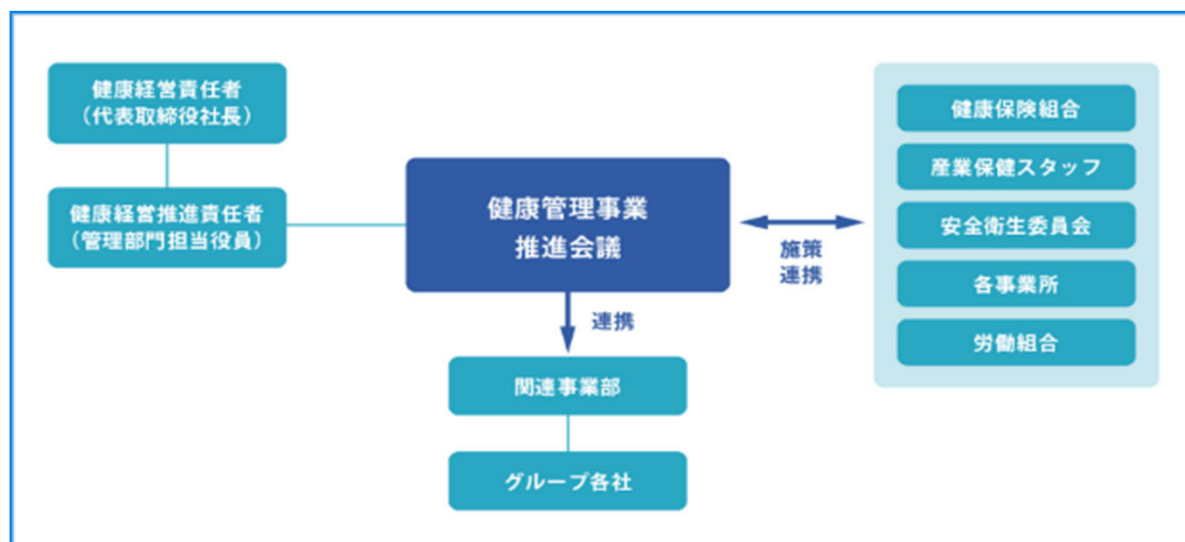 健康経営責任者
（代表取締役社長）
健康経営推進責任者
（管理部門担当役員）
健康管理事業
推進会議
施策
連携
健康保険組合
産業保健スタッフ
安全衛生委員会
各事業所
労働組合
連携
関連事業部
グループ各社